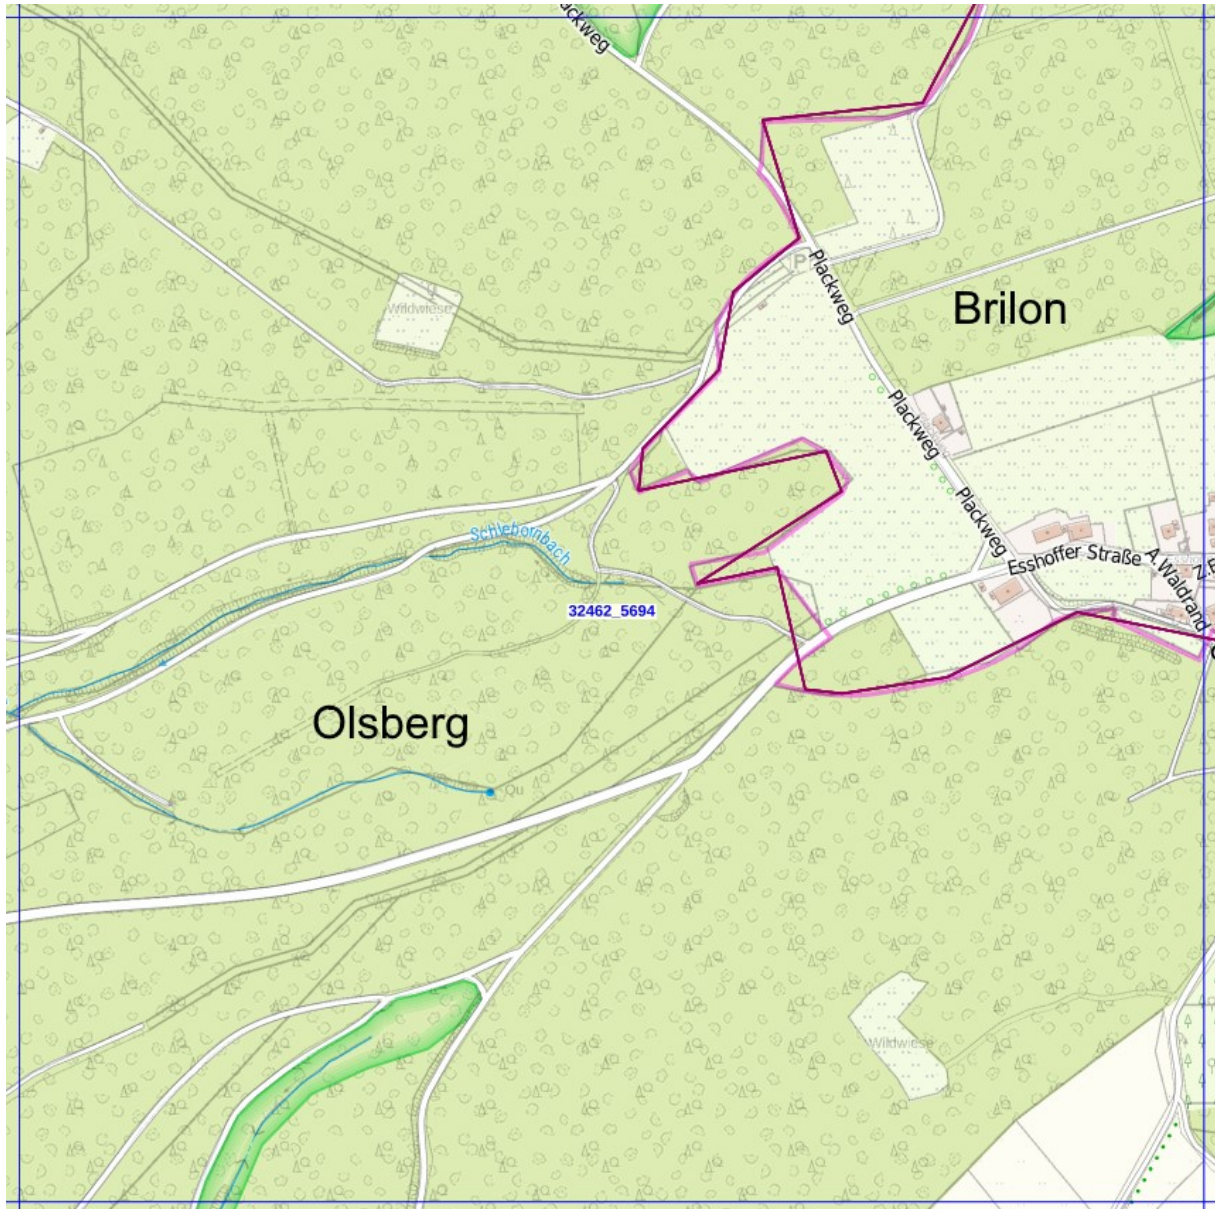 Plackweg
P
Plackweg
Brilon
Wildwiese
Plackweg
Schlebornbach
Plackweg
Esshoffer Straße
A.Waldrand
32462_5694
Olsberg
Qu
Wildwiese